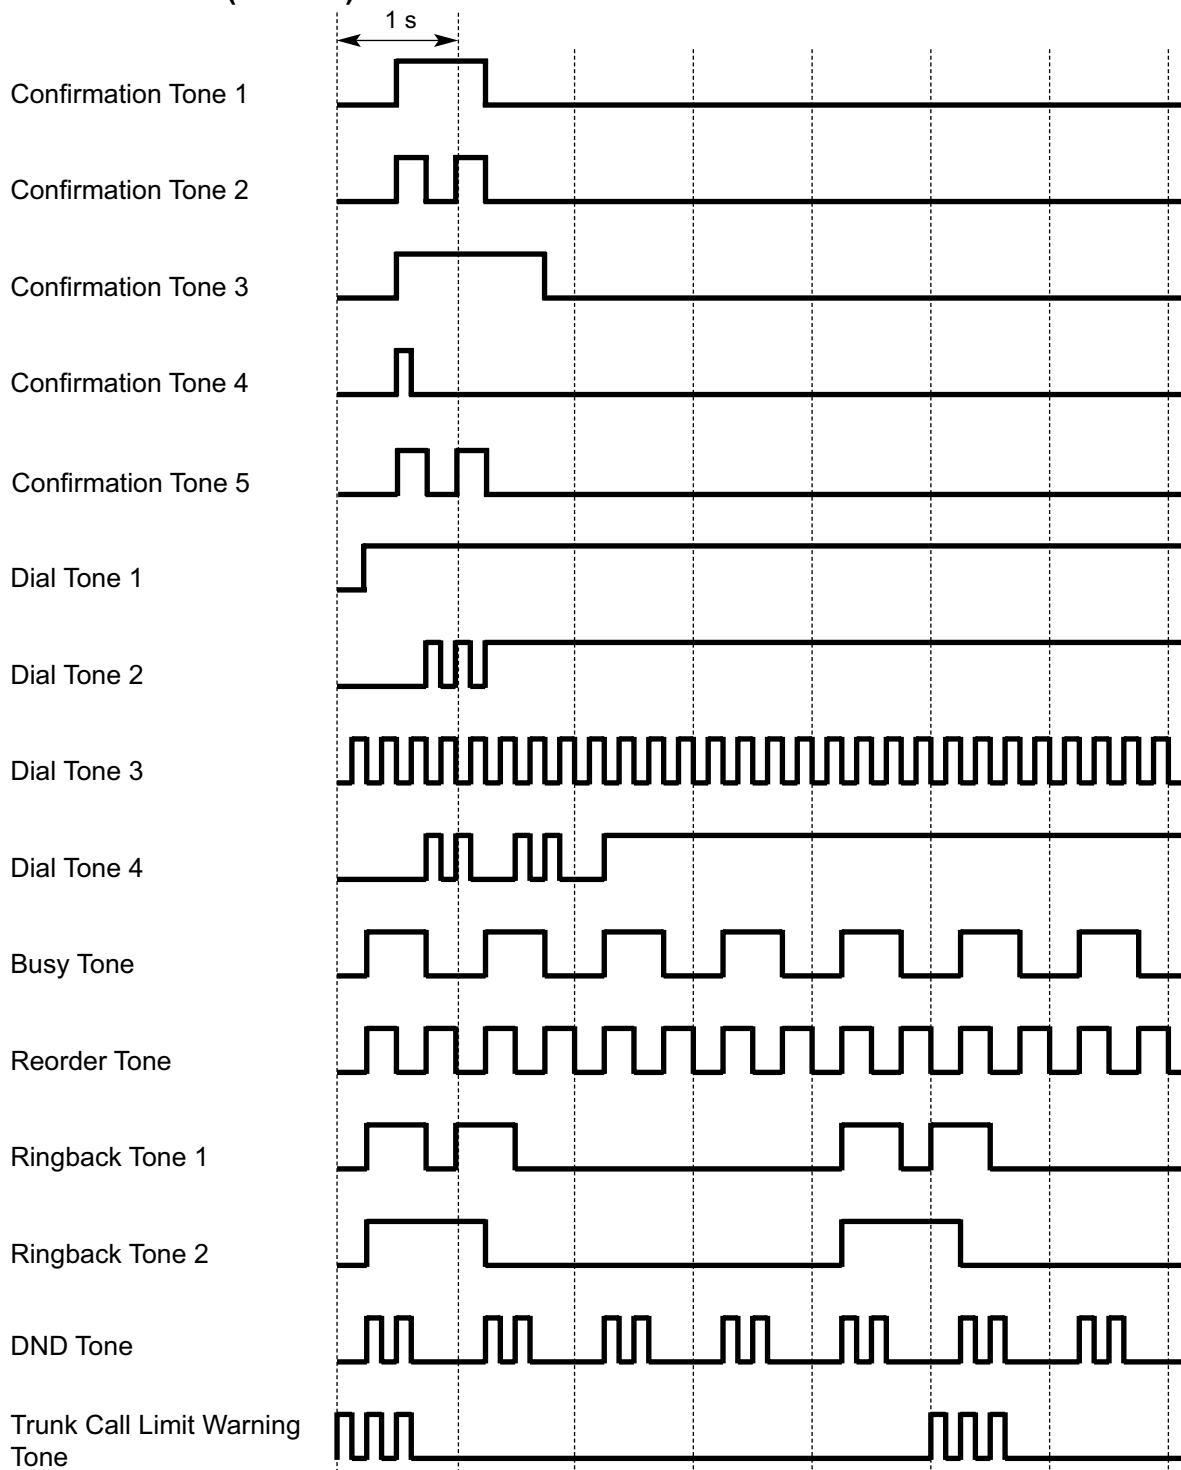 1 s
Confirmation Tone 1
Confirmation Tone 2
Confirmation Tone 3
Confirmation Tone 4
Confirmation Tone 5
Dial Tone 1
Dial Tone 2
Dial Tone 3
Dial Tone 4
Busy Tone
Reorder Tone
Ringback Tone 1
Ringback Tone 2
DND Tone
Trunk Call Limit Warning
Tone